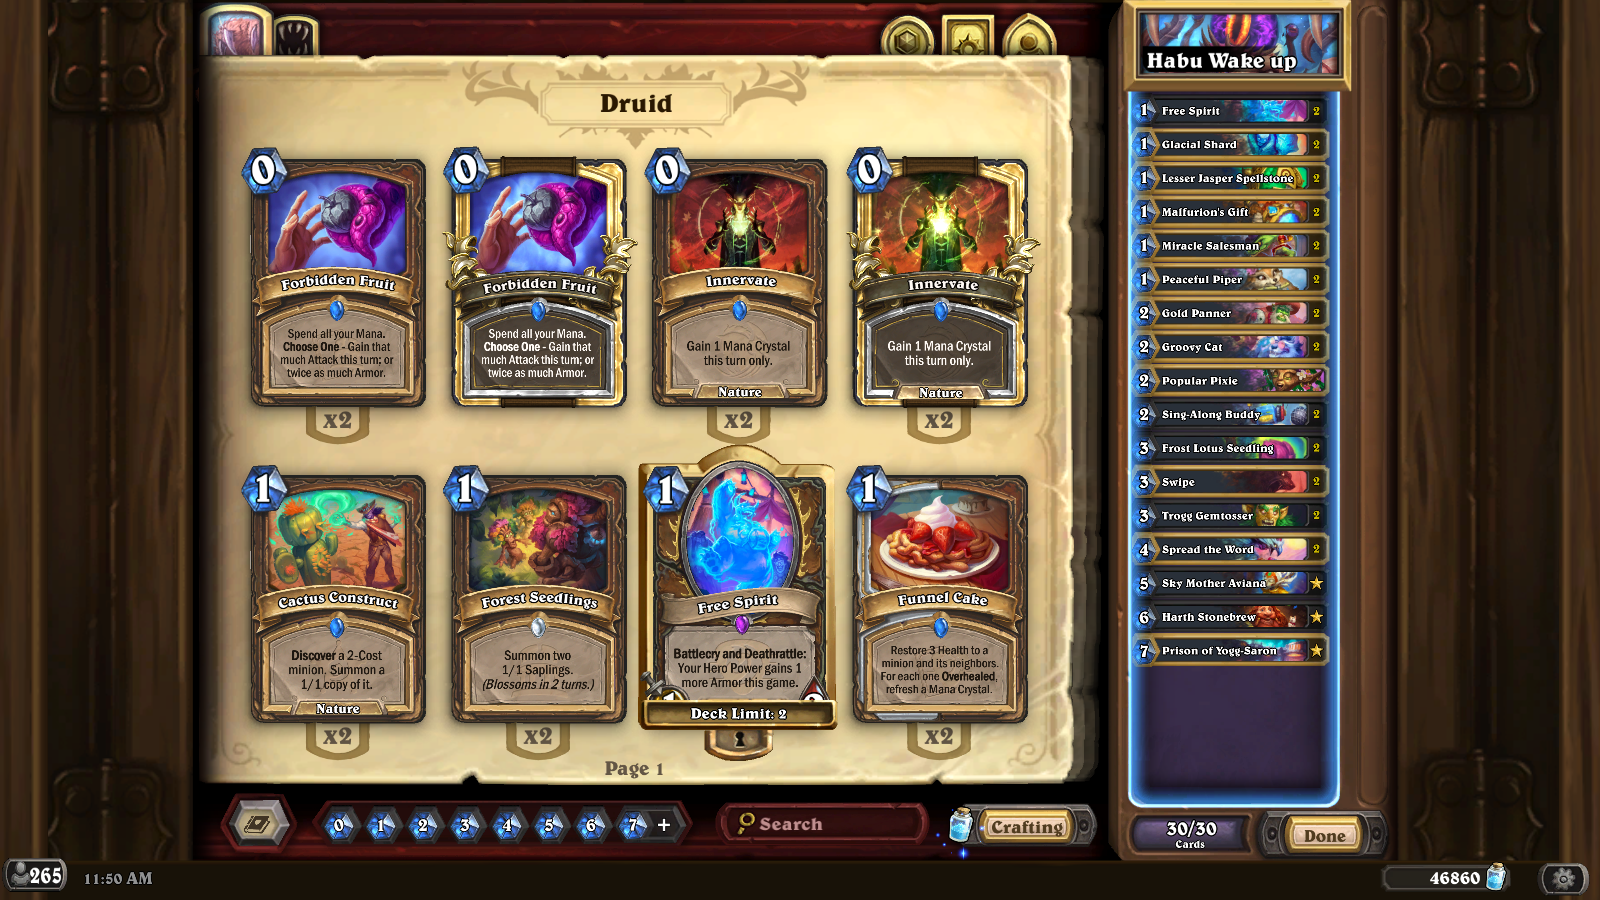 Druid
0
Forbidden Fruit
Spend all your Mana.
Choose One - Gain that
much Attack this turn; or
twice as much Armor.
x2
0
Forbidden Fruit
Spend all your Mana.
Choose One - Gain that
much Attack this turn; or
twice as much Armor.
0
Innervate
Gain 1 Mana Crystal
this turn only.
Nature
x2
0
Innervate
Gain 1 Mana Crystal
this turn only.
Nature
x2
1
Cactus Construct
Discover a 2-Cost
minion. Summon a
1/1 copy of it.
Nature
x2
1
Forest Seedlings
Summon two
1/1 Saplings.
(Blossoms in 2 turns.)
x2
1
Free Spirit
Battlecry and Deathrattle:
Your Hero Power gains 1
more Armor this game.
Deck Limit: 2
1
Funnel Cake
Restore 3 Health to a
minion and its neighbors.
For each one Overhealed,
refresh a Mana Crystal.
x2
Page 1
0 1 2 3 4 5 6 7 +
Search
Crafting
Habu Wake up
1 Free Spirit 2
1 Glacial Shard 2
1 Lesser Jasper Spellstone 2
1 Malfurion's Gift 2
1 Miracle Salesman 2
1 Peaceful Piper 2
2 Gold Panner 2
2 Groovy Cat 2
2 Popular Pixie 2
2 Sing-Along Buddy 2
3 Frost Lotus Seedling 2
3 Swipe 2
3 Trogg Gemtosser 2
4 Spread the Word 2
5 Sky Mother Aviana
6 Harth Stonebrew
7 Prison of Yogg-Saron
30/30
Cards
Done
265
11:50 AM
46860